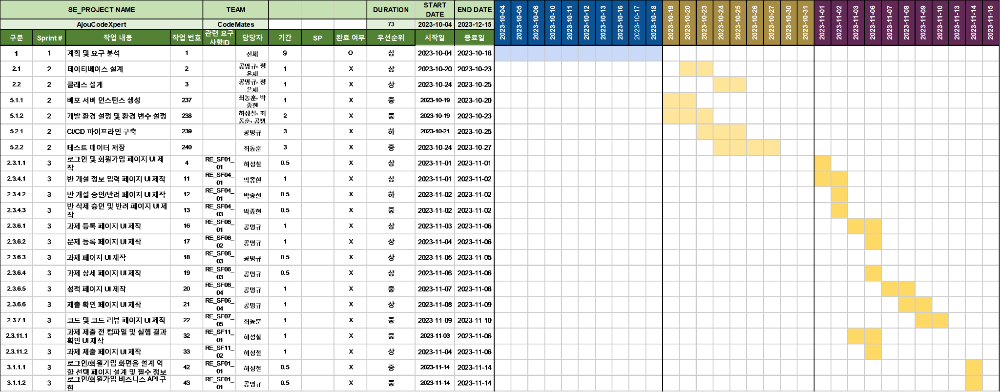 SE_PROJECT NAME TEAM DURATION START DATE END DATE
AjouCodeXpert CodeMates 73 2023-10-04 2023-12-15
구분 Sprint # 작업 내용 작업 번호 관련 요구사항ID 담당자 기간 SP 완료 여부 우선순위 시작일 종료일
2023-10-04 2023-10-05 2023-10-06 2023-10-10 2023-10-11 2023-10-12 2023-10-13 2023-10-16 2023-10-17 2023-10-18 2023-10-19 2023-10-20 2023-10-23 2023-10-24 2023-10-25 2023-10-26 2023-10-27 2023-10-30 2023-10-31 2023-11-01 2023-11-02 2023-11-03 2023-11-06 2023-11-07 2023-11-08 2023-11-09 2023-11-10 2023-11-13 2023-11-14 2023-11-15
1 1 계획 및 요구 분석 1 전체 9 O 상 2023-10-04 2023-10-18
2.1 2 데이터베이스 설계 2 공명규, 정은재 1 X 상 2023-10-20 2023-10-23
2.2 2 클래스 설계 3 공명규, 정은재 1 X 상 2023-10-24 2023-10-25
5.1.1 2 배포 서버 인스턴스 생성 237 최동훈, 박종현 1 X 중 2023-10-19 2023-10-20
5.1.2 2 개발 환경 설정 및 환경 변수 설정 238 허성철, 최동훈, 공명 2 X 중 2023-10-19 2023-10-23
5.2.1 2 CI/CD 파이프라인 구축 239 공명규 3 X 하 2023-10-21 2023-10-25
5.2.2 2 테스트 데이터 저장 240 최동훈 3 X 중 2023-10-24 2023-10-27
2.3.1.1 3 로그인 및 회원가입 페이지 UI 제작 4 RE_SF01_01 허성철 0.5 X 상 2023-11-01 2023-11-01
2.3.4.1 3 반 개설 정보 입력 페이지 UI 제작 11 RE_SF04_01 박종현 1 X 상 2023-11-01 2023-11-02
2.3.4.2 3 반 개설 승인/반려 페이지 UI 제작 12 RE_SF04_01 박종현 0.5 X 하 2023-11-02 2023-11-02
2.3.4.3 3 반 삭제 승인 및 반려 페이지 UI 제작 13 RE_SF04_03 박종현 0.5 X 중 2023-11-02 2023-11-02
2.3.6.1 3 과제 등록 페이지 UI 제작 16 RE_SF06_01 공명규 1 X 상 2023-11-03 2023-11-06
2.3.6.2 3 문제 등록 페이지 UI 제작 17 RE_SF06_02 공명규 1 X 상 2023-11-04 2023-11-06
2.3.6.3 3 과제 페이지 UI 제작 18 RE_SF06_03 공명규 0.5 X 상 2023-11-05 2023-11-05
2.3.6.4 3 과제 상세 페이지 UI 제작 19 RE_SF06_03 공명규 0.5 X 상 2023-11-06 2023-11-06
2.3.6.5 3 성적 페이지 UI 제작 20 RE_SF06_04 공명규 1 X 중 2023-11-07 2023-11-08
2.3.6.6 3 제출 확인 페이지 UI 제작 21 RE_SF06_04 공명규 1 X 상 2023-11-08 2023-11-09
2.3.7.1 3 코드 및 코드 리뷰 페이지 UI 제작 22 RE_SF07_05 최동훈 1 X 중 2023-11-09 2023-11-10
2.3.11.1 3 과제 제출 전 컴파일 및 실행 결과 확인 UI 제작 32 RE_SF11_01 허성철 1 X 중 2023-11-03 2023-11-06
2.3.11.2 3 과제 제출 페이지 UI 제작 33 RE_SF11_02 허성철 1 X 상 2023-11-04 2023-11-06
3.1.1.1 3 로그인/회원가입 화면을 설계 역할 선택 페이지 설계 및 필수 정보 42 RE_SF01_01 허성철 0.5 X 중 2023-11-14 2023-11-14
3.1.1.2 3 로그인/회원가입 비즈니스 API 구현 43 RE_SF01_01 공명규 0.5 X 중 2023-11-14 2023-11-14